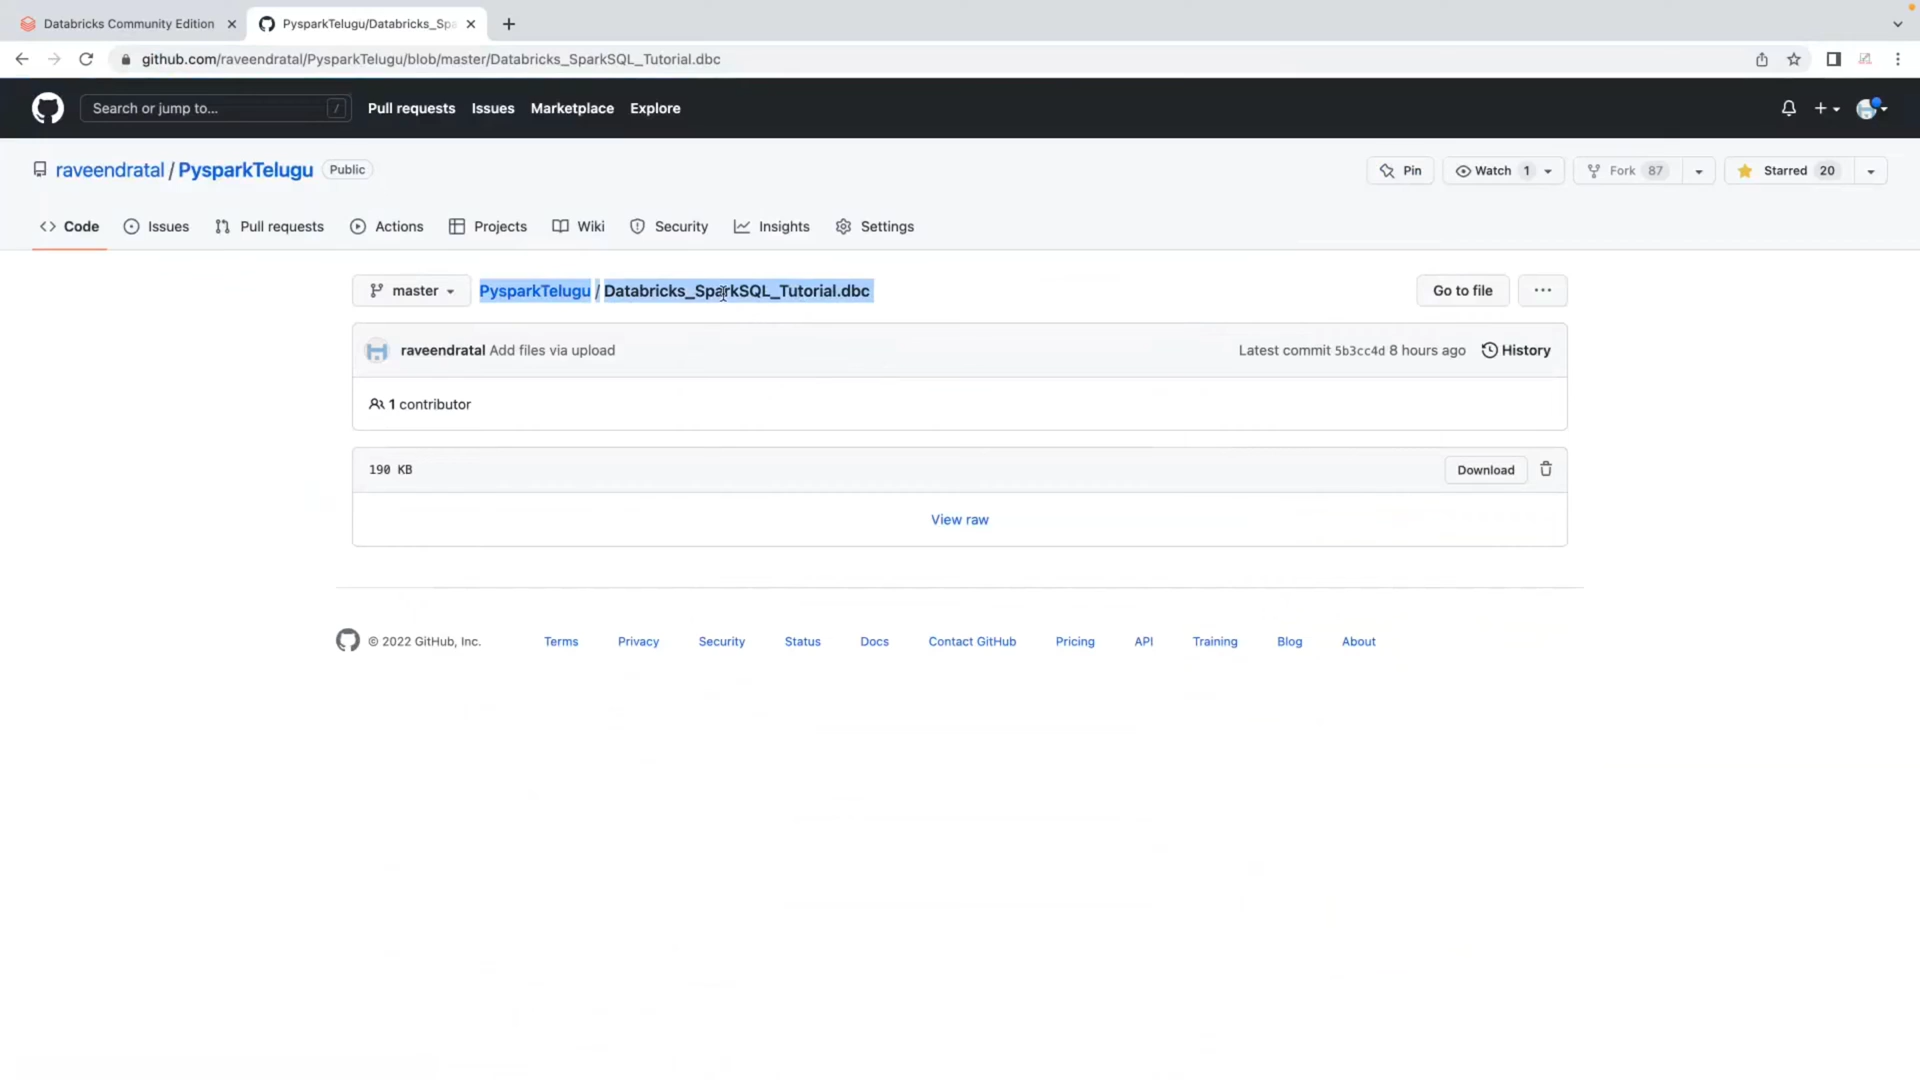 Databricks Community Edition
PysparkTelugu/Databricks_Spa
github.com/raveendratal/PysparkTelugu/blob/master/Databricks_SparkSQL_Tutorial.dbc
Search or jump to... /
Pull requests Issues Marketplace Explore
raveendratal / PysparkTelugu Public
Pin Watch 1 Fork 87 Starred 20
Code Issues Pull requests Actions Projects Wiki Security Insights Settings
master PysparkTelugu / Databricks_SparkSQL_Tutorial.dbc Go to file ...
raveendratal Add files via upload Latest commit 5b3cc4d 8 hours ago History
1 contributor
190 KB Download
View raw
© 2022 GitHub, Inc. Terms Privacy Security Status Docs Contact GitHub Pricing API Training Blog About